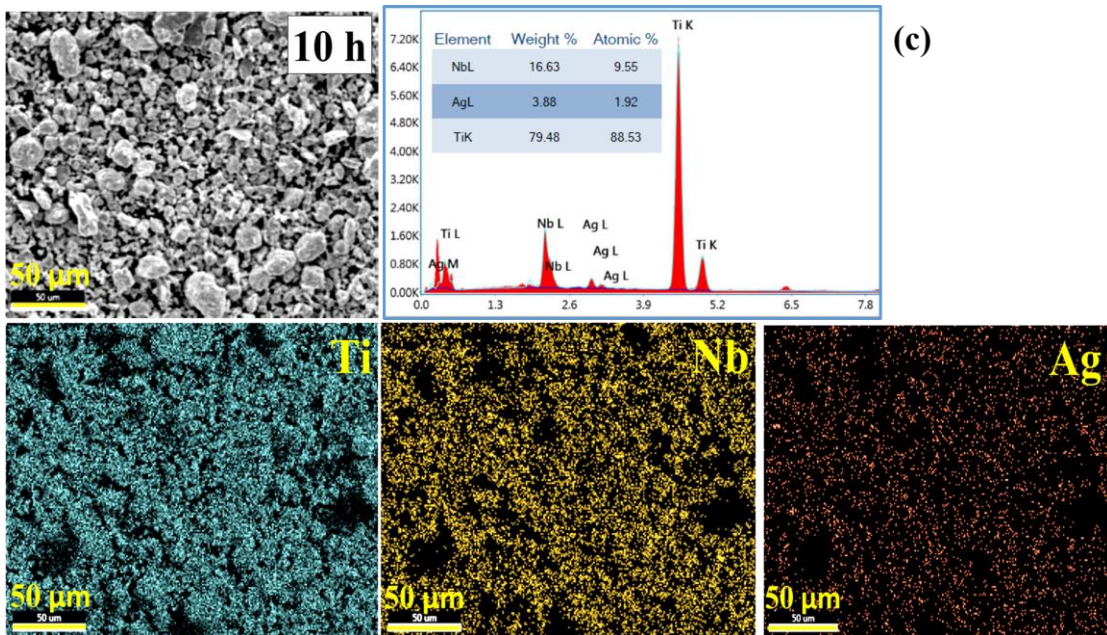 10 h
50 μm
50 um
(c)
Element Weight % Atomic %
NbL 16.63 9.55
AgL 3.88 1.92
TiK 79.48 88.53
7.20K
6.40K
5.60K
4.80K
4.00K
3.20K
2.40K
1.60K
0.80K
0.00K
Ti K
Ti L
Ag M
Nb L
Nb L
Ag L
Ag L
Ag L
Ti K
0.0 1.3 2.6 3.9 5.2 6.5 7.8
Ti
50 μm
50 um
Nb
50 μm
50 um
Ag
50 μm
50 um